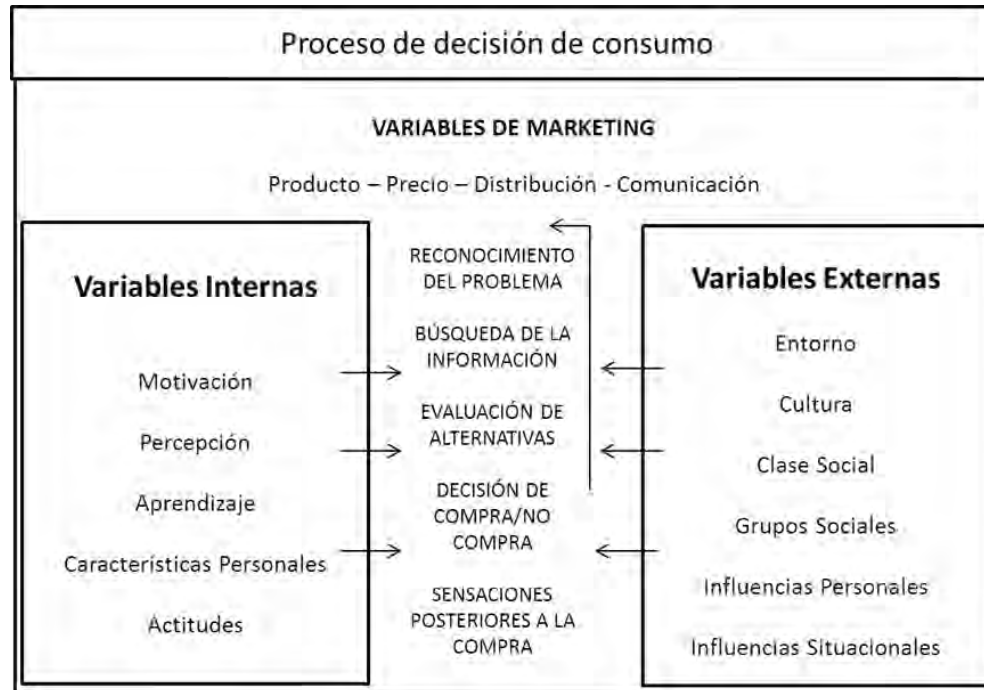 Proceso de decisión de consumo
VARIABLES DE MARKETING
Producto – Precio – Distribución - Comunicación
Variables Internas
Motivación
Percepción
Aprendizaje
Características Personales
Actitudes
RECONOCIMIENTO
DEL PROBLEMA
BÚSQUEDA DE LA
INFORMACIÓN
EVALUACIÓN DE
ALTERNATIVAS
DECISIÓN DE
COMPRA/NO
COMPRA
SENSACIONES
POSTERIORES A LA
COMPRA
Variables Externas
Entorno
Cultura
Clase Social
Grupos Sociales
Influencias Personales
Influencias Situacionales